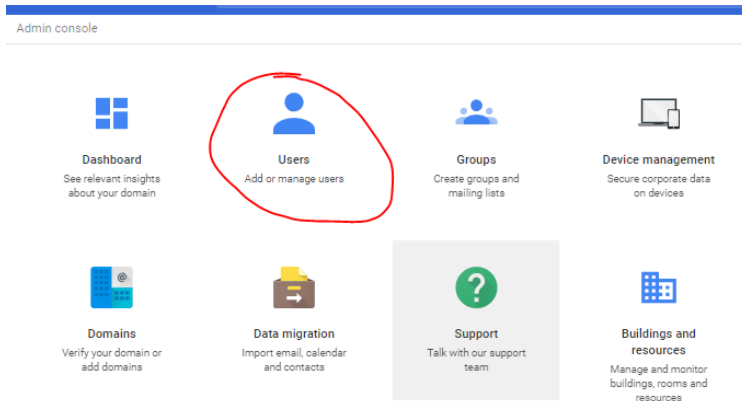 Admin console
Dashboard
See relevant insights
about your domain
Users
Add or manage users
Groups
Create groups and
mailing lists
Device management
Secure corporate data
on devices
@
Domains
Verify your domain or
add domains
Data migration
Import email, calendar
and contacts
?
Support
Talk with our support
team
Buildings and
resources
Manage and monitor
buildings, rooms and
resources